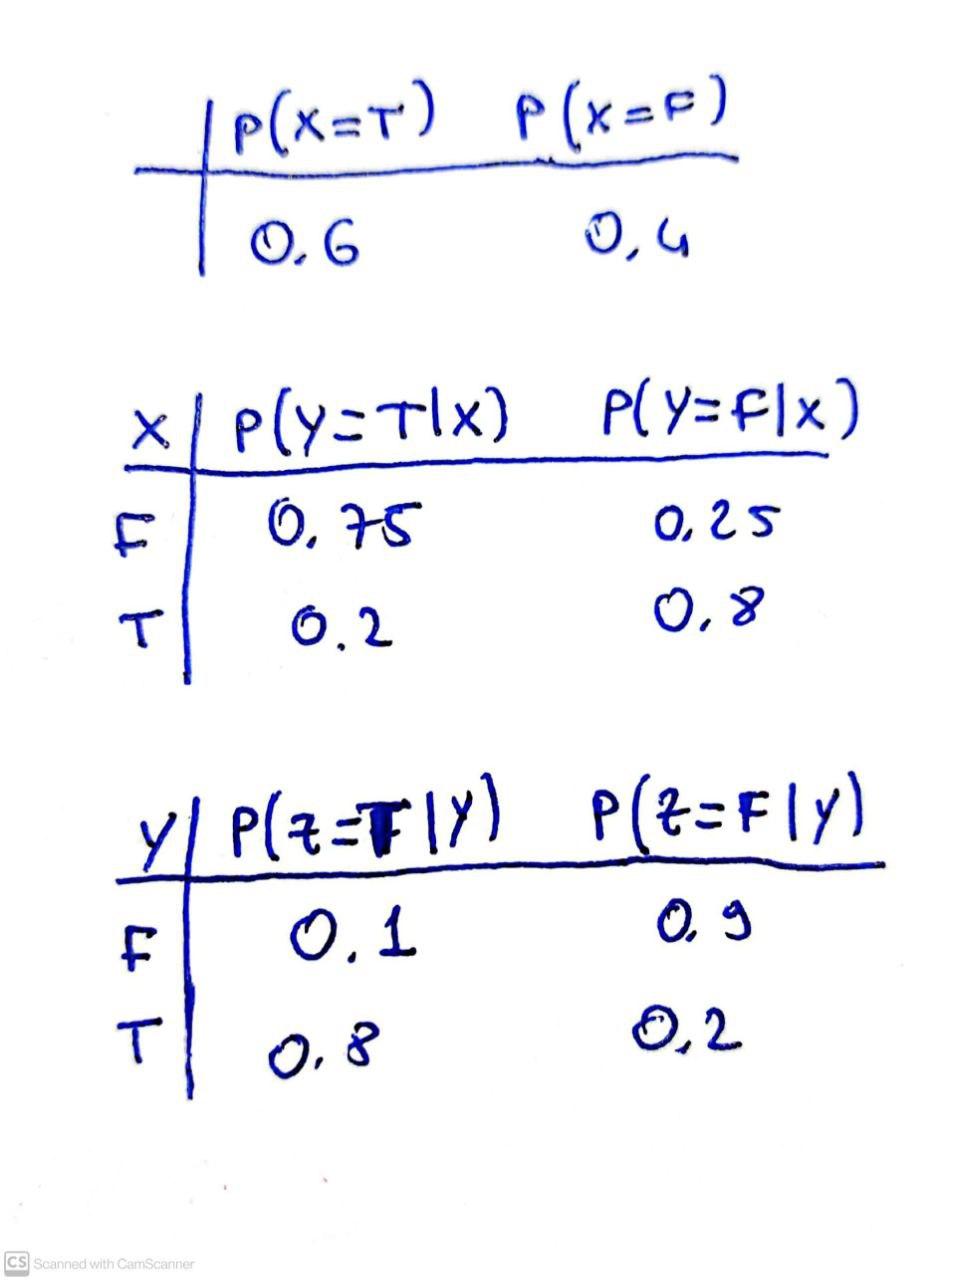 P(X=T) P(X=F)
0.6 0,4
X P(Y=T|X) P(Y=F|X)
F 0.75 0.25
T 0.2 0,8
Y P(Z=T|Y) P(Z=F|Y)
F 0.1 0.9
T 0.8 0.2
CS Scanned with CamScanner